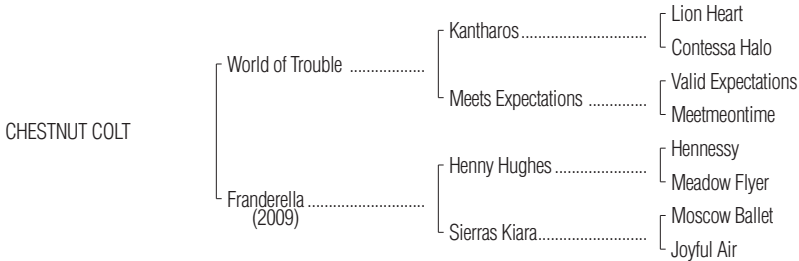 Lion Heart
Kantharos
Contessa Halo
World of Trouble
Valid Expectations
Meets Expectations
Meetmeontime
CHESTNUT COLT
Hennessy
Henny Hughes
Meadow Flyer
Franderella
(2009)
Moscow Ballet
Sierras Kiara
Joyful Air